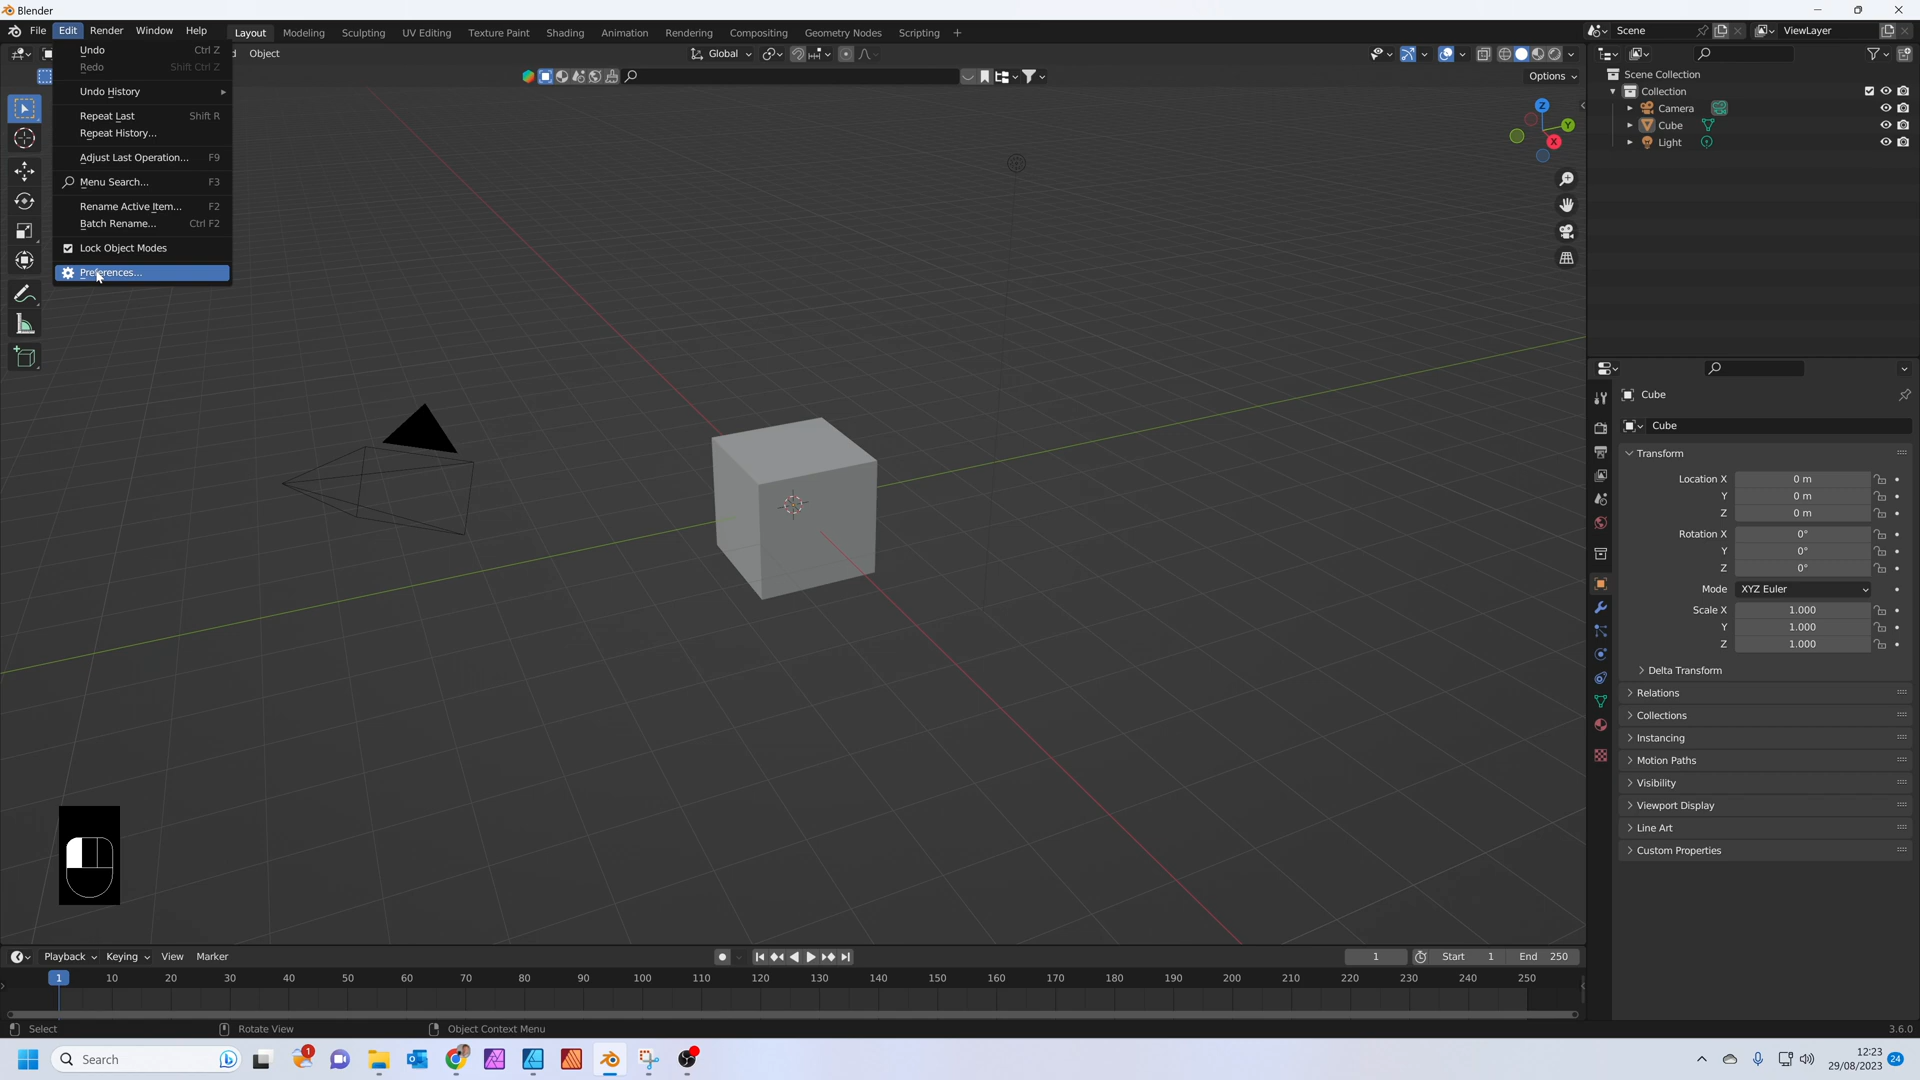 Blender
File Edit Render Window Help Layout Modeling Sculpting UV Editing Texture Paint Shading Animation Rendering Compositing Geometry Nodes Scripting + Scene ViewLayer
Object Global
Options
Undo Ctrl Z
Redo Shift Ctrl Z
Undo History
Repeat Last Shift R
Repeat History...
Adjust Last Operation... F9
Menu Search... F3
Rename Active Item... F2
Batch Rename... Ctrl F2
Lock Object Modes
Preferences...
Z
Y
X
Scene Collection
Collection
Camera
Cube
Light
Cube
Cube
Transform
Location X 0 m
Y 0 m
Z 0 m
Rotation X 0°
Y 0°
Z 0°
Mode XYZ Euler
Scale X 1.000
Y 1.000
Z 1.000
Delta Transform
Relations
Collections
Instancing
Motion Paths
Visibility
Viewport Display
Line Art
Custom Properties
Playback Keying View Marker 1 Start 1 End 250
1 10 20 30 40 50 60 70 80 90 100 110 120 130 140 150 160 170 180 190 200 210 220 230 240 250
Select Rotate View Object Context Menu 3.6.0
Search 1 12:23
29/08/2023 24